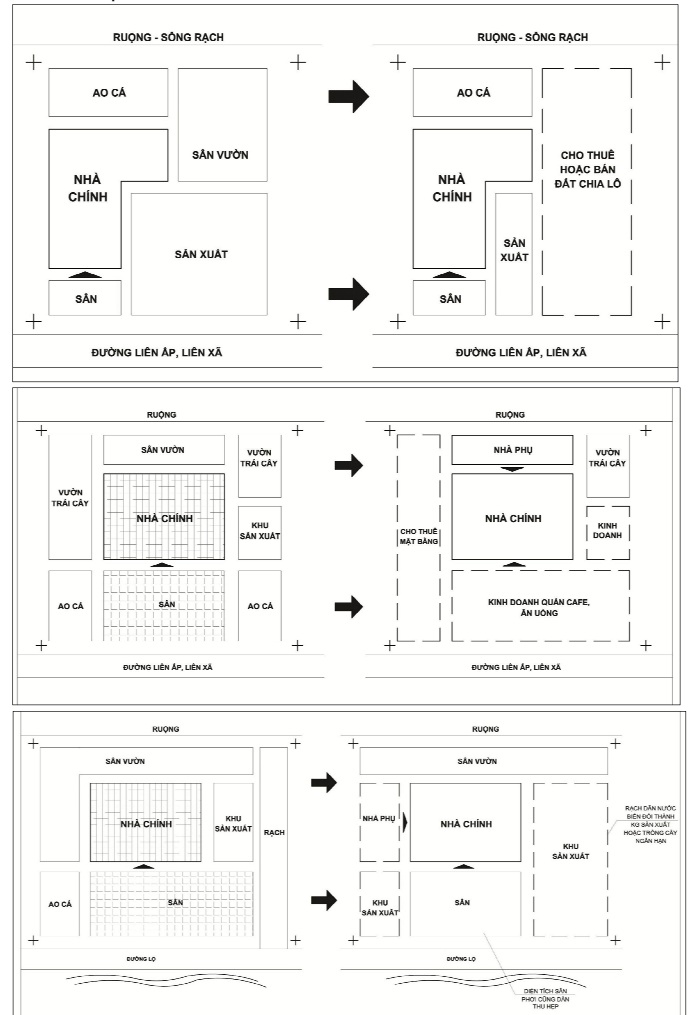 RUỘNG - SÔNG RẠCH
AO CÁ
SÂN VƯỜN
NHÀ
CHÍNH
SẢN XUẤT
SÂN
ĐƯỜNG LIÊN ẤP, LIÊN XÃ
RUỘNG - SÔNG RẠCH
AO CÁ
NHÀ
CHÍNH
CHO THUÊ
HOẶC BÁN
ĐẤT CHIA LÔ
SẢN
XUẤT
SÂN
ĐƯỜNG LIÊN ẤP, LIÊN XÃ
RUỘNG
SÂN VƯỜN
VƯỜN
TRÁI CÂY
VƯỜN
TRÁI CÂY
NHÀ CHÍNH
KHU
SẢN XUẤT
AO CÁ
SÂN
AO CÁ
ĐƯỜNG LIÊN ẤP, LIÊN XÃ
RUỘNG
NHÀ PHỤ
VƯỜN
TRÁI CÂY
CHO THUÊ
MẶT BẰNG
NHÀ CHÍNH
KINH
DOANH
KINH DOANH QUÁN CAFE,
ĂN UỐNG
ĐƯỜNG LIÊN ẤP, LIÊN XÃ
RUỘNG
SÂN VƯỜN
NHÀ CHÍNH
KHU
SẢN XUẤT
RẠCH
AO CÁ
SÂN
ĐƯỜNG LỘ
RUỘNG
SÂN VƯỜN
NHÀ PHỤ
NHÀ CHÍNH
KHU
SẢN XUẤT
RẠCH DẪN NƯỚC
BIẾN ĐỔI THÀNH
KG SẢN XUẤT
HOẶC TRỒNG CÂY
NGẮN HẠN
KHU
SẢN XUẤT
SÂN
ĐƯỜNG LỘ
DIỆN TÍCH SÂN
PHƠI CŨNG DẦN
THU HẸP